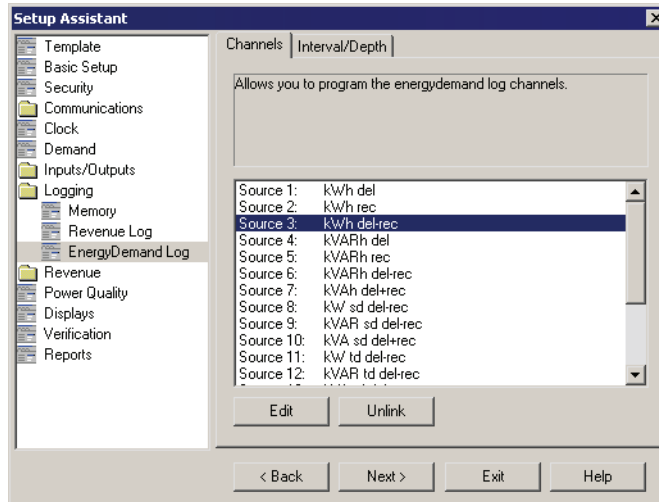 Setup Assistant
Template
Basic Setup
Security
Communications
Clock
Demand
Inputs/Outputs
Logging
Memory
Revenue Log
EnergyDemand Log
Revenue
Power Quality
Displays
Verification
Reports
Channels Interval/Depth
Allows you to program the energydemand log channels.
Source 1: kWh del
Source 2: kWh rec
Source 3: kWh del-rec
Source 4: kVARh del
Source 5: kVARh rec
Source 6: kVARh del-rec
Source 7: kVAh del+rec
Source 8: kW sd del-rec
Source 9: kVAR sd del-rec
Source 10: kVA sd del+rec
Source 11: kW td del-rec
Source 12: kVAR td del-rec
Edit Unlink
< Back Next > Exit Help